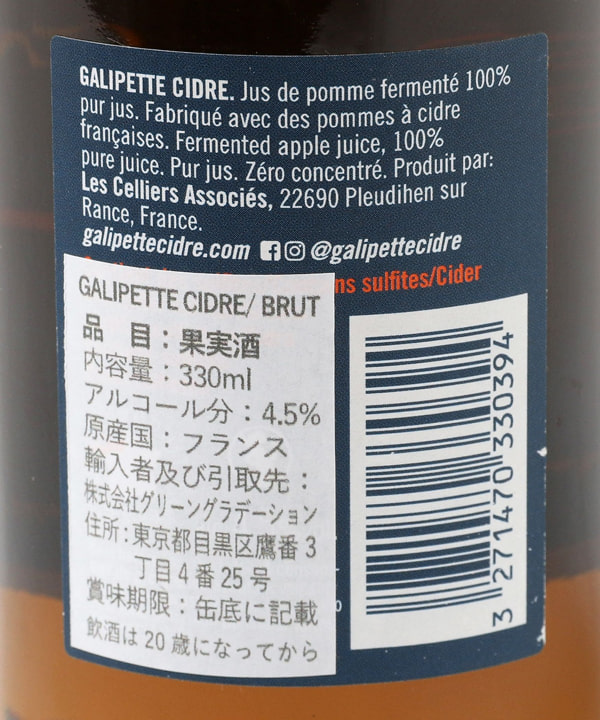 GALIPETTE CIDRE. Jus de pomme fermenté 100%
pur jus. Fabriqué avec des pommes à cidre
françaises. Fermented apple juice, 100%
pure juice. Pur jus. Zéro concentré. Produit par:
Les Celliers Associés, 22690 Pleudihen sur
Rance, France.
galipettecidre.com @galipettecidre
ns sulfites/Cider
GALIPETTE CIDRE/ BRUT
品 目：果実酒
内容量：330ml
アルコール分：4.5%
原産国：フランス
輸入者及び引取先：
株式会社グリーングラデーション
住所：東京都目黒区鷹番3
丁目4番25号
賞味期限：缶底に記載
飲酒は20歳になってから
3 271470 330394